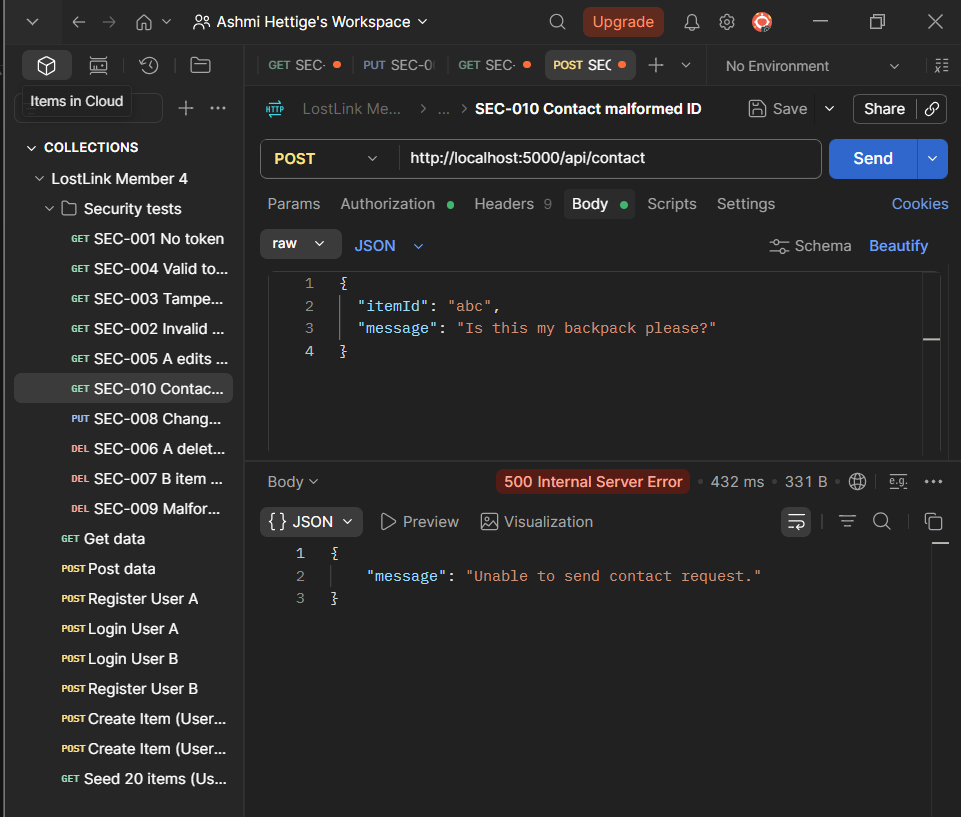 Ashmi Hettige's Workspace
Upgrade
Items in Cloud
GET SEC-
PUT SEC-0
GET SEC-
POST SEC
No Environment
HTTP LostLink Me... > ... > SEC-010 Contact malformed ID
Save
Share
COLLECTIONS
LostLink Member 4
Security tests
GET SEC-001 No token
GET SEC-004 Valid to...
GET SEC-003 Tampe...
GET SEC-002 Invalid ...
GET SEC-005 A edits ...
GET SEC-010 Contac...
PUT SEC-008 Chang...
DEL SEC-006 A delet...
DEL SEC-007 B item ...
DEL SEC-009 Malfor...
GET Get data
POST Post data
POST Register User A
POST Login User A
POST Login User B
POST Register User B
POST Create Item (User...
POST Create Item (User...
GET Seed 20 items (Us...
POST
http://localhost:5000/api/contact
Send
Params
Authorization
Headers 9
Body
Scripts
Settings
Cookies
raw
JSON
Schema
Beautify
1 {
2 "itemId": "abc",
3 "message": "Is this my backpack please?"
4 }
Body
500 Internal Server Error
432 ms
331 B
e.g.
{} JSON
Preview
Visualization
1 {
2 "message": "Unable to send contact request."
3 }